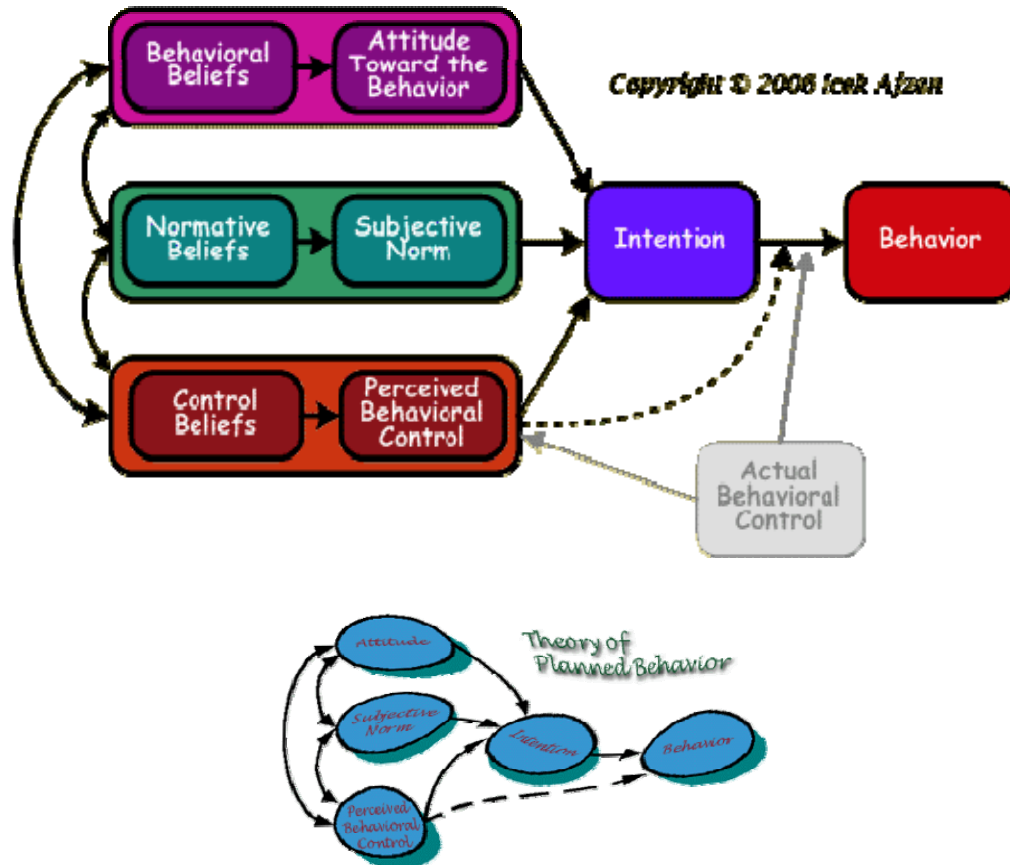 Behavioral
Beliefs
Attitude
Toward the
Behavior
Copyright © 2006 Icek Ajzen
Normative
Beliefs
Subjective
Norm
Intention
Behavior
Control
Beliefs
Perceived
Behavioral
Control
Actual
Behavioral
Control
Attitude
Theory of
Planned Behavior
Subjective
Norm
Intention
Behavior
Perceived
Behavioral
Control